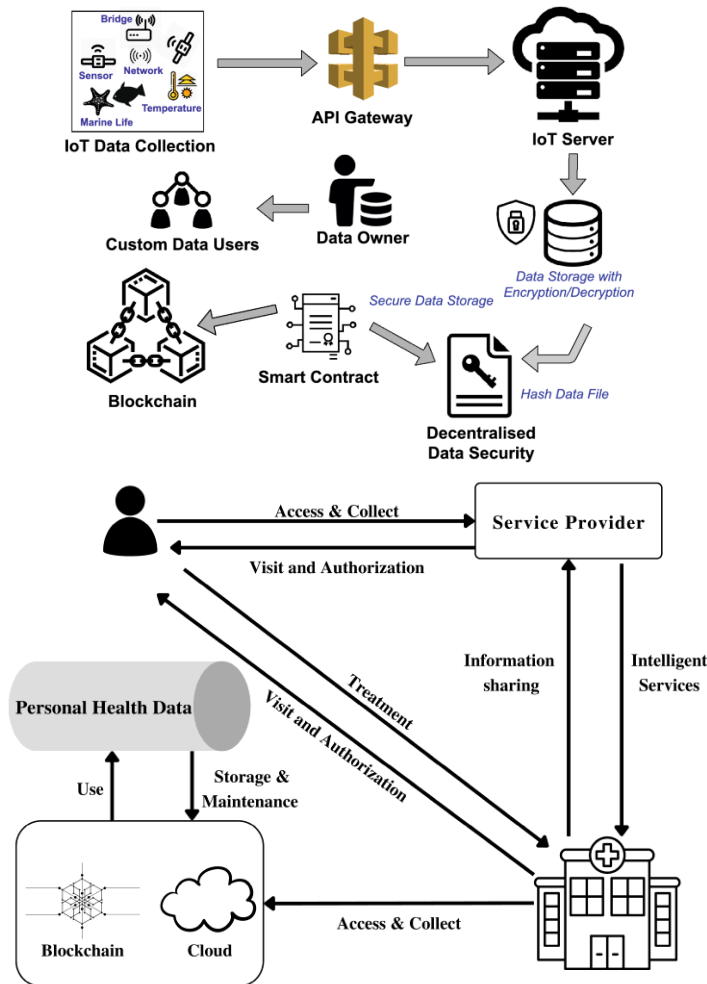 Bridge
Sensor
Network
Marine Life
Temperature
IoT Data Collection
API Gateway
IoT Server
Custom Data Users
Data Owner
Data Storage with
Encryption/Decryption
Secure Data Storage
Blockchain
Smart Contract
Hash Data File
Decentralised
Data Security
Access & Collect
Service Provider
Visit and Authorization
Information
sharing
Intelligent
Services
Treatment
Visit and Authorization
Personal Health Data
Use
Storage &
Maintenance
Blockchain
Cloud
Access & Collect